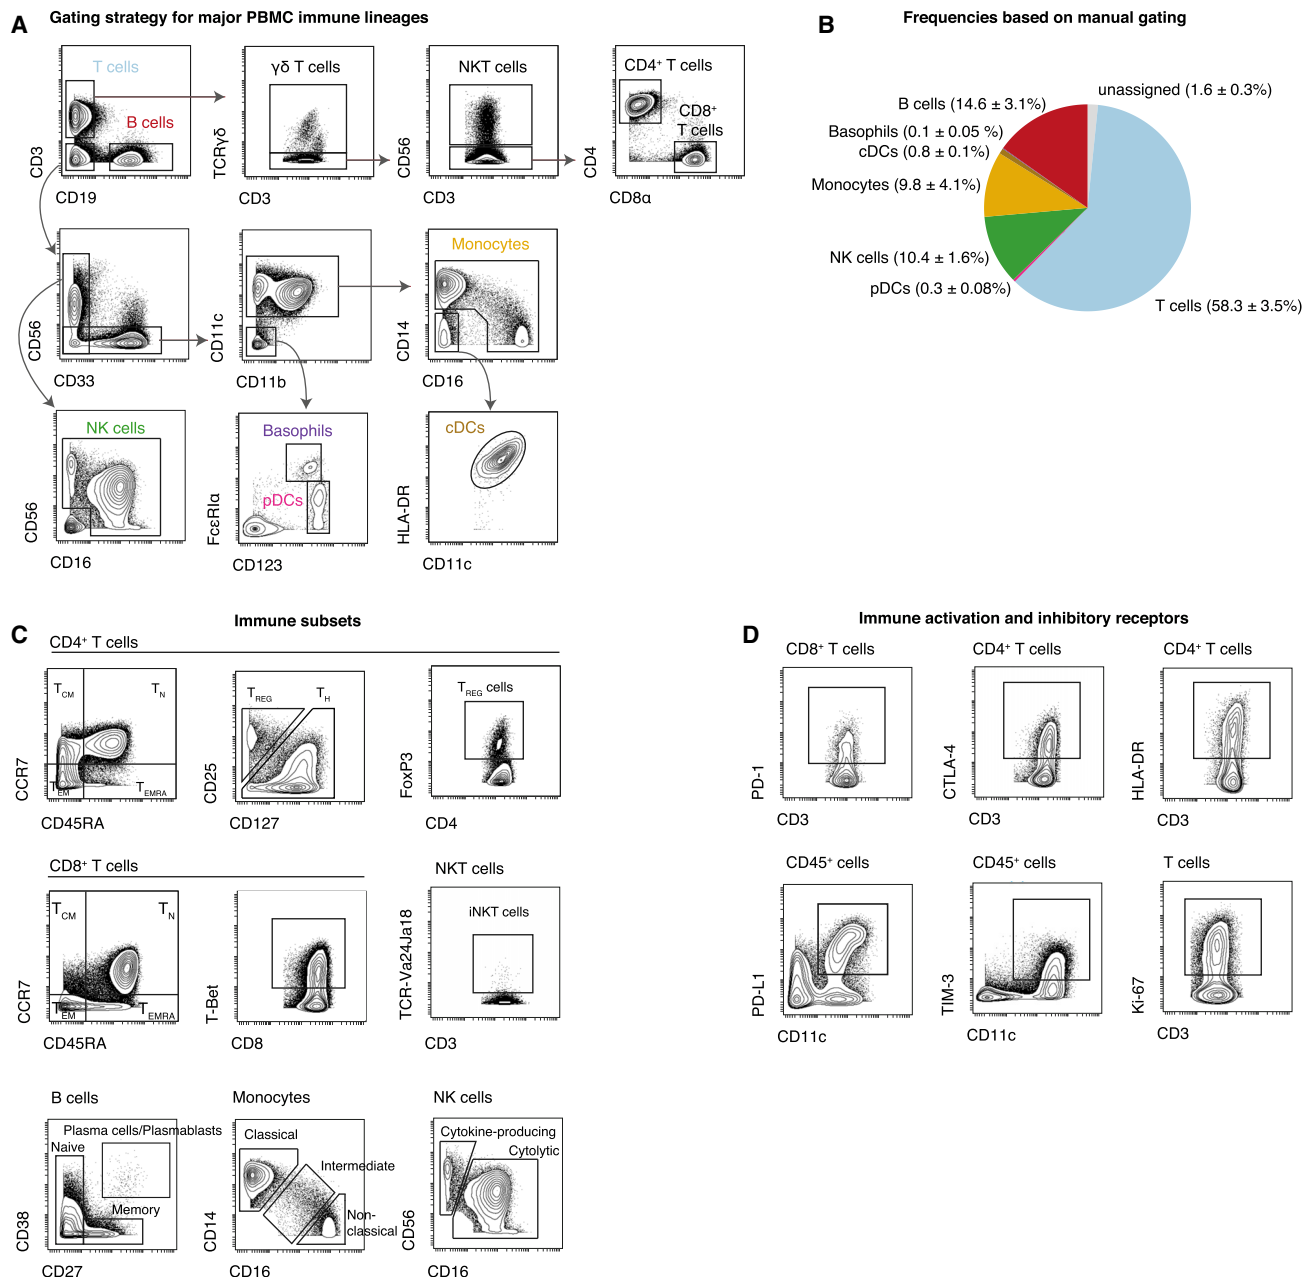 A
Gating strategy for major PBMC immune lineages
T cells
B cells
CD3
CD19
γδ T cells
TCRγδ
CD3
NKT cells
CD56
CD3
CD4+ T cells
CD8+
T cells
CD4
CD8α
CD56
CD33
CD11c
CD11b
Monocytes
CD14
CD16
NK cells
CD56
CD16
Basophils
pDCs
FcεRIα
CD123
cDCs
HLA-DR
CD11c
B
Frequencies based on manual gating
unassigned (1.6 ± 0.3%)
B cells (14.6 ± 3.1%)
Basophils (0.1 ± 0.05 %)
cDCs (0.8 ± 0.1%)
Monocytes (9.8 ± 4.1%)
NK cells (10.4 ± 1.6%)
pDCs (0.3 ± 0.08%)
T cells (58.3 ± 3.5%)
C
Immune subsets
CD4+ T cells
TCM
TN
TEM
TEMRA
CCR7
CD45RA
TREG
TH
CD25
CD127
TREG cells
FoxP3
CD4
CD8+ T cells
TCM
TN
TEM
TEMRA
CCR7
CD45RA
T-Bet
CD8
NKT cells
iNKT cells
TCR-Va24Ja18
CD3
B cells
Plasma cells/Plasmablasts
Naive
Memory
CD38
CD27
Monocytes
Classical
Intermediate
Non-
classical
CD14
CD16
NK cells
Cytokine-producing
Cytolytic
CD56
CD16
D
Immune activation and inhibitory receptors
CD8+ T cells
PD-1
CD3
CD4+ T cells
CTLA-4
CD3
CD4+ T cells
HLA-DR
CD3
CD45+ cells
PD-L1
CD11c
CD45+ cells
TIM-3
CD11c
T cells
Ki-67
CD3